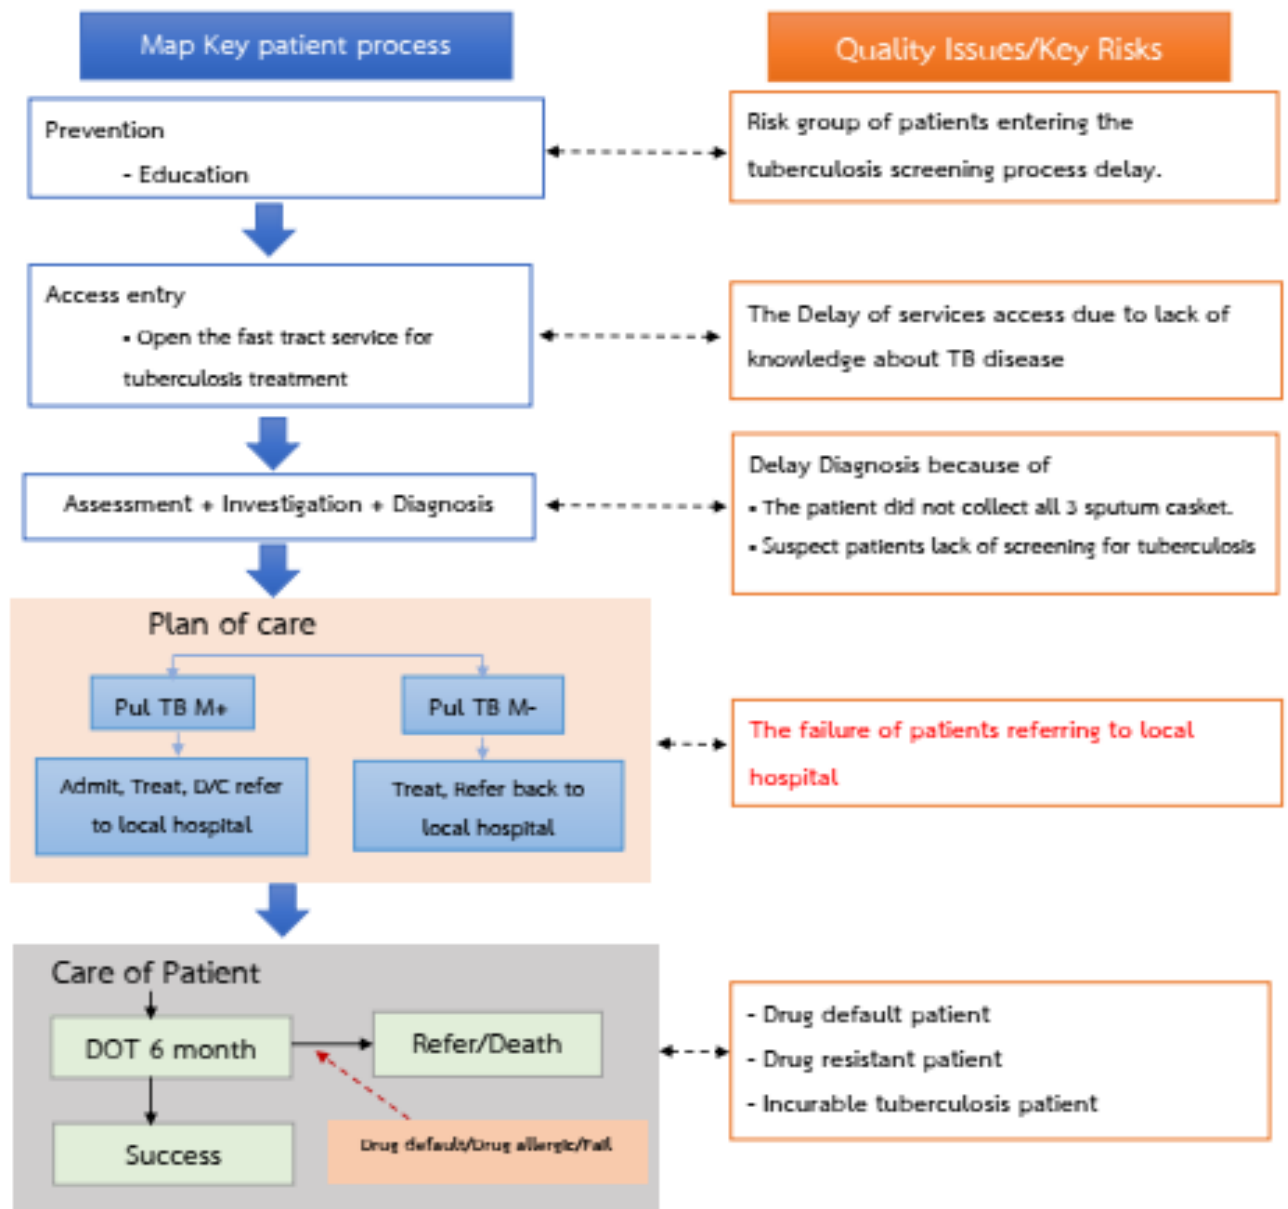 Map Key patient process
Quality Issues/Key Risks
Prevention
- Education
Risk group of patients entering the
tuberculosis screening process delay.
Access entry
▪ Open the fast tract service for
tuberculosis treatment
The Delay of services access due to lack of
knowledge about TB disease
Assessment + Investigation + Diagnosis
Delay Diagnosis because of
▪ The patient did not collect all 3 sputum casket.
▪ Suspect patients lack of screening for tuberculosis
Plan of care
Pul TB M+
Pul TB M-
Admit, Treat, D/C refer
to local hospital
Treat, Refer back to
local hospital
The failure of patients referring to local
hospital
Care of Patient
DOT 6 month
Refer/Death
Success
Drug default/Drug allergic/Fail
- Drug default patient
- Drug resistant patient
- Incurable tuberculosis patient